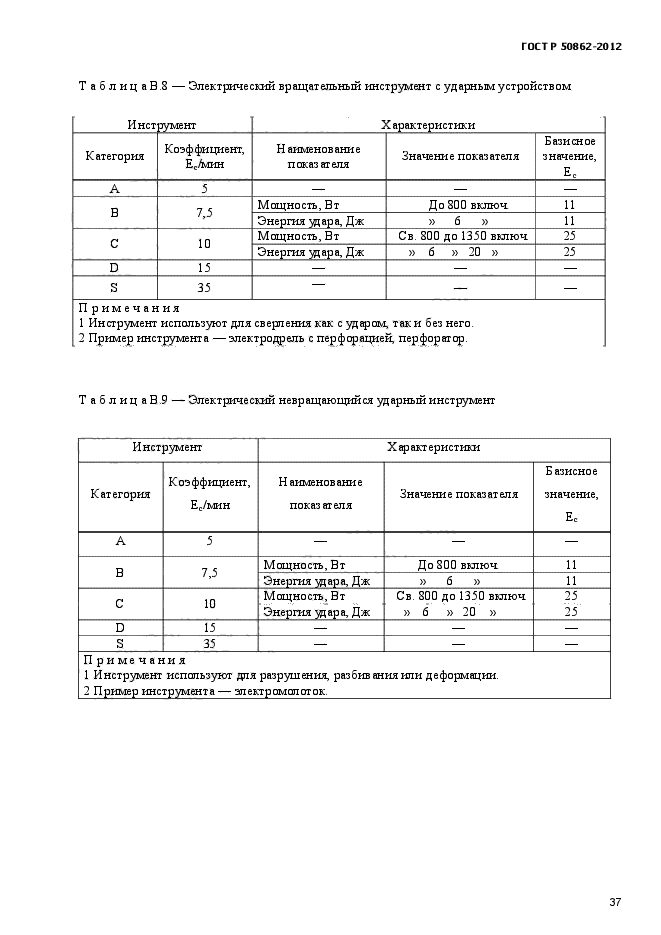 ГОСТ Р 50862-2012
Т а б л и ц а В.8 — Электрический вращательный инструмент с ударным устройством
Инструмент Характеристики
Категория Коэффициент, Ес/мин Наименование показателя Значение показателя Базисное значение, Ес
А 5 — — —
В 7,5 Мощность, Вт До 800 включ. 11
Энергия удара, Дж » 6 » 11
С 10 Мощность, Вт Св. 800 до 1350 включ. 25
Энергия удара, Дж » 6 » 20 » 25
D 15 — — —
S 35 — — —
П р и м е ч а н и я
1 Инструмент используют для сверления как с ударом, так и без него.
2 Пример инструмента — электродрель с перфорацией, перфоратор.
Т а б л и ц а В.9 — Электрический невращающийся ударный инструмент
Инструмент Характеристики
Категория Коэффициент, Ес/мин Наименование показателя Значение показателя Базисное значение, Ес
А 5 — — —
В 7,5 Мощность, Вт До 800 включ. 11
Энергия удара, Дж » 6 » 11
С 10 Мощность, Вт Св. 800 до 1350 включ. 25
Энергия удара, Дж » 6 » 20 » 25
D 15 — — —
S 35 — — —
П р и м е ч а н и я
1 Инструмент используют для разрушения, разбивания или деформации.
2 Пример инструмента — электромолоток.
37